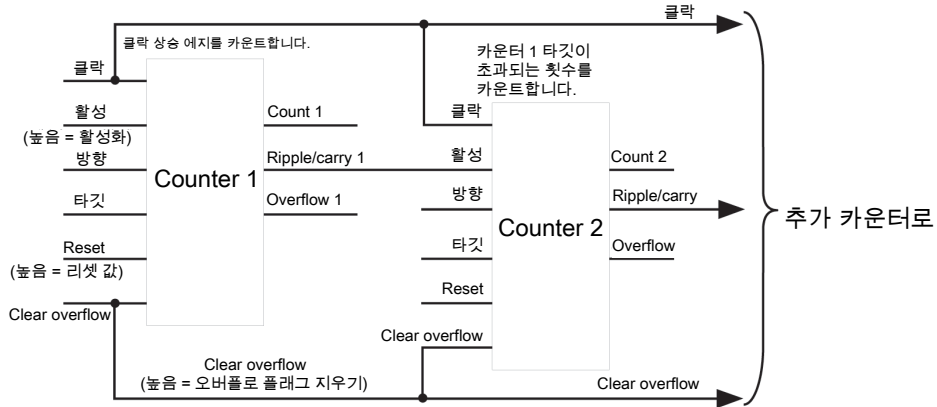 클락
클락 상승 에지를 카운트합니다.
카운터 1 타깃이
초과되는 횟수를
카운트합니다.
클락
활성
(높음 = 활성화)
방향
타깃
Reset
(높음 = 리셋 값)
Clear overflow
Counter 1
Count 1
Ripple/carry 1
Overflow 1
클락
활성
방향
타깃
Reset
Clear overflow
Counter 2
Count 2
Ripple/carry
Overflow
추가 카운터로
Clear overflow
(높음 = 오버플로 플래그 지우기)
Clear overflow